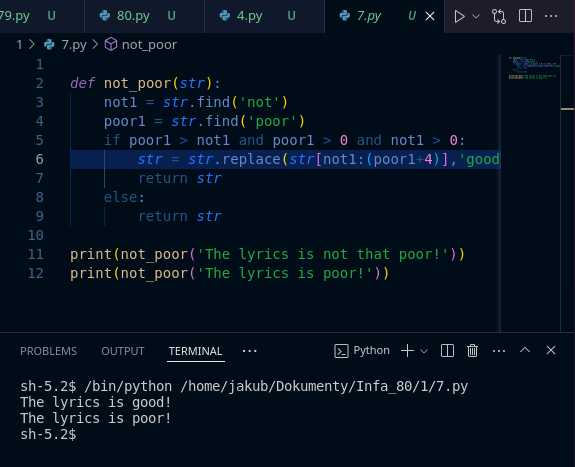 79.py U 80.py U 4.py U 7.py U
1 > 7.py > not_poor
1
2 def not_poor(str):
3 not1 = str.find('not')
4 poor1 = str.find('poor')
5 if poor1 > not1 and poor1 > 0 and not1 > 0:
6 str = str.replace(str[not1:(poor1+4)],'good
7 return str
8 else:
9 return str
10
11 print(not_poor('The lyrics is not that poor!'))
12 print(not_poor('The lyrics is poor!'))
PROBLEMS OUTPUT TERMINAL ··· Python
sh-5.2$ /bin/python /home/jakub/Dokumenty/Infa_80/1/7.py
The lyrics is good!
The lyrics is poor!
sh-5.2$